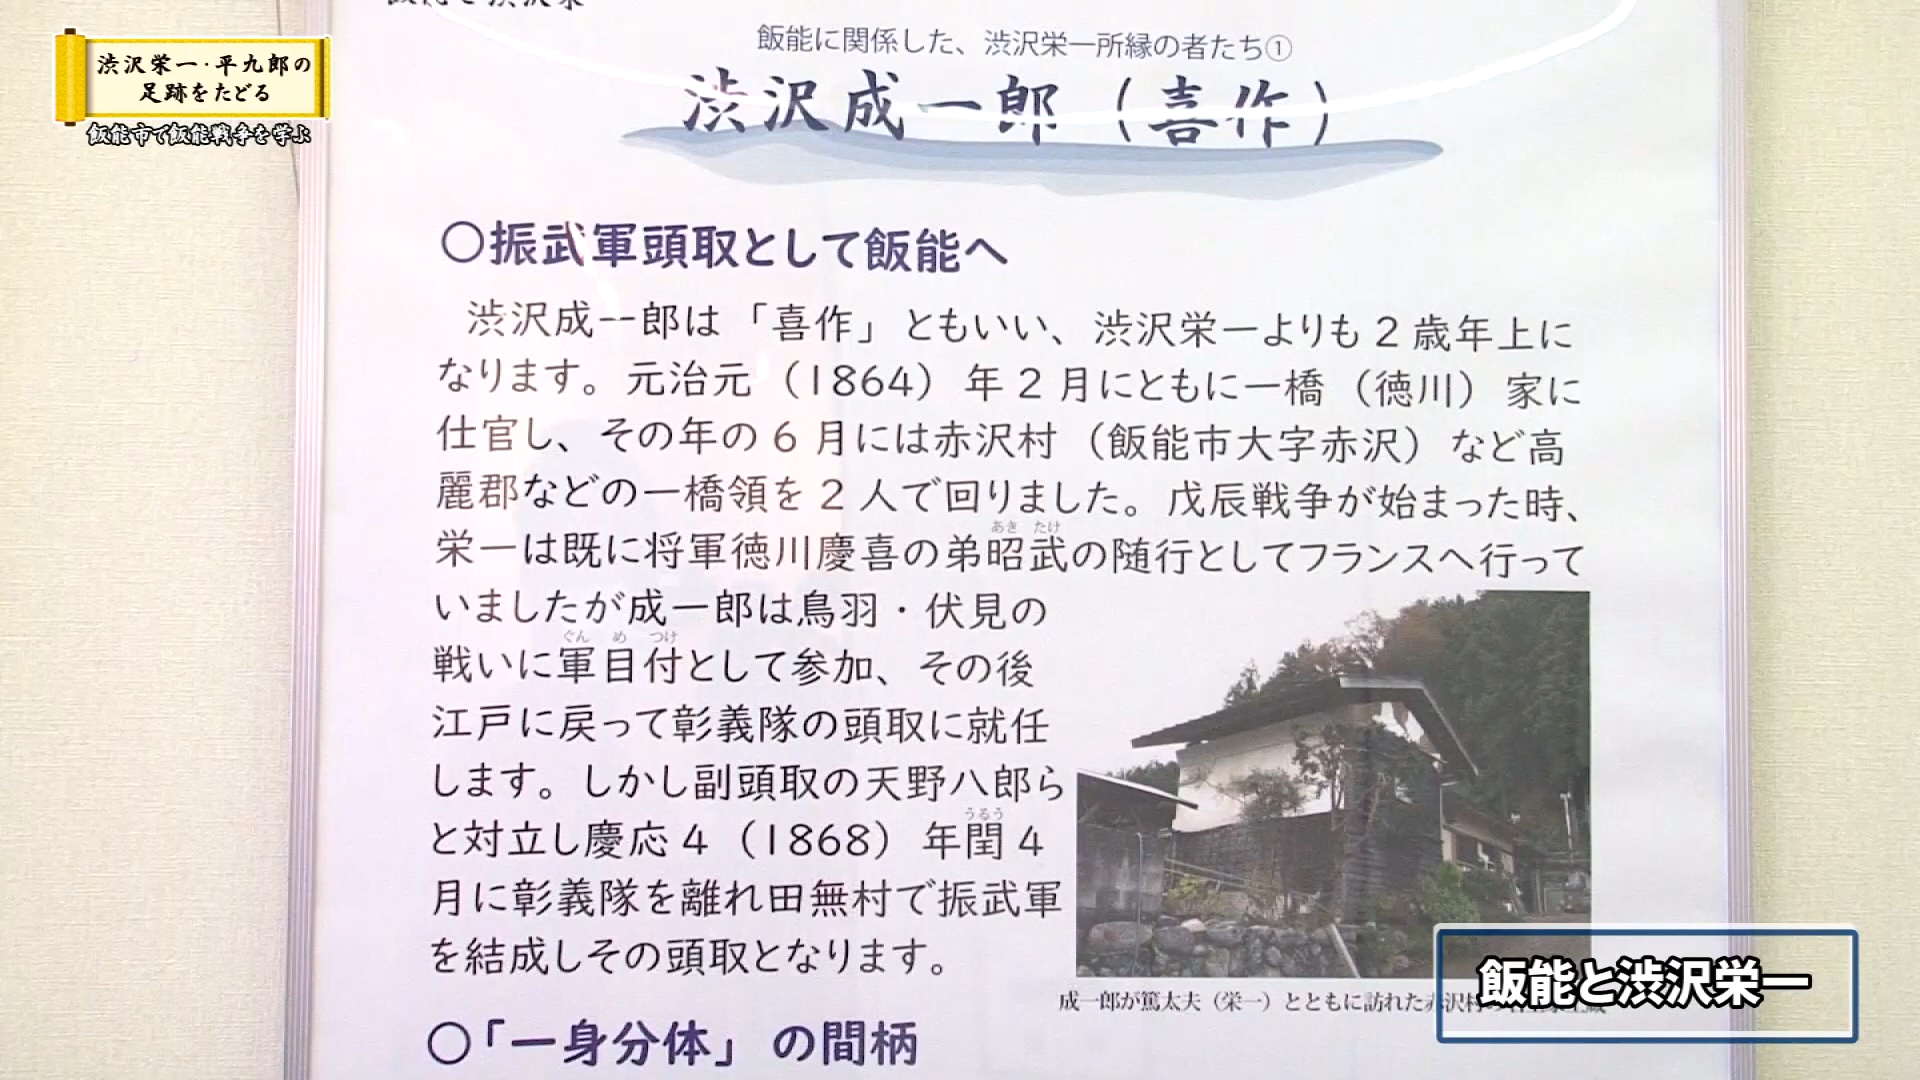 渋沢栄一・平九郎の
足跡をたどる
飯能市で飯能戦争を学ぶ
飯能に関係した、渋沢栄一所縁の者たち①
渋沢成一郎（喜作）
〇振武軍頭取として飯能へ
渋沢成一郎は「喜作」ともいい、渋沢栄一よりも２歳年上に
なります。元治元（1864）年２月にともに一橋（徳川）家に
仕官し、その年の６月には赤沢村（飯能市大字赤沢）など高
麗郡などの一橋領を２人で回りました。戊辰戦争が始まった時、
あき たけ
栄一は既に将軍徳川慶喜の弟昭武の随行としてフランスへ行って
いましたが成一郎は鳥羽・伏見の
ぐん め つけ
戦いに軍目付として参加、その後
江戸に戻って彰義隊の頭取に就任
します。しかし副頭取の天野八郎ら
うるう
と対立し慶応４（1868）年閏４
月に彰義隊を離れ田無村で振武軍
を結成しその頭取となります。
成一郎が篤太夫（栄一）とともに訪れた赤沢村
〇「一身分体」の間柄
飯能と渋沢栄一